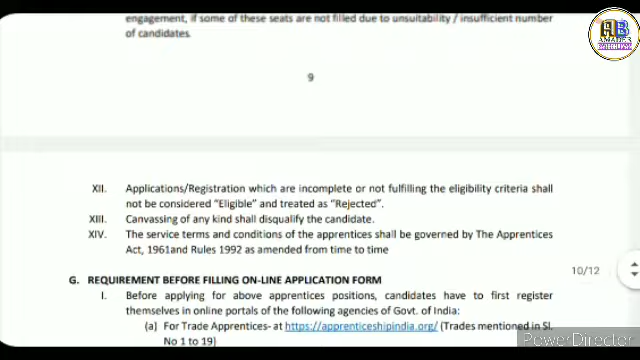 engagement, if some of these seats are not filled due to unsuitability / insufficient number
of candidates.
9
XII. Applications/Registration which are incomplete or not fulfilling the eligibility criteria shall
not be considered "Eligible" and treated as "Rejected".
XIII. Canvassing of any kind shall disqualify the candidate.
XIV. The service terms and conditions of the apprentices shall be governed by The Apprentices
Act, 1961and Rules 1992 as amended from time to time
10/12
G. REQUIREMENT BEFORE FILLING ON-LINE APPLICATION FORM
I. Before applying for above apprentices positions, candidates have to first register
themselves in online portals of the following agencies of Govt. of India:
(a) For Trade Apprentices- at https://apprenticeshipindia.org/ (Trades mentioned in Sl.
No 1 to 19)
PowerDirector